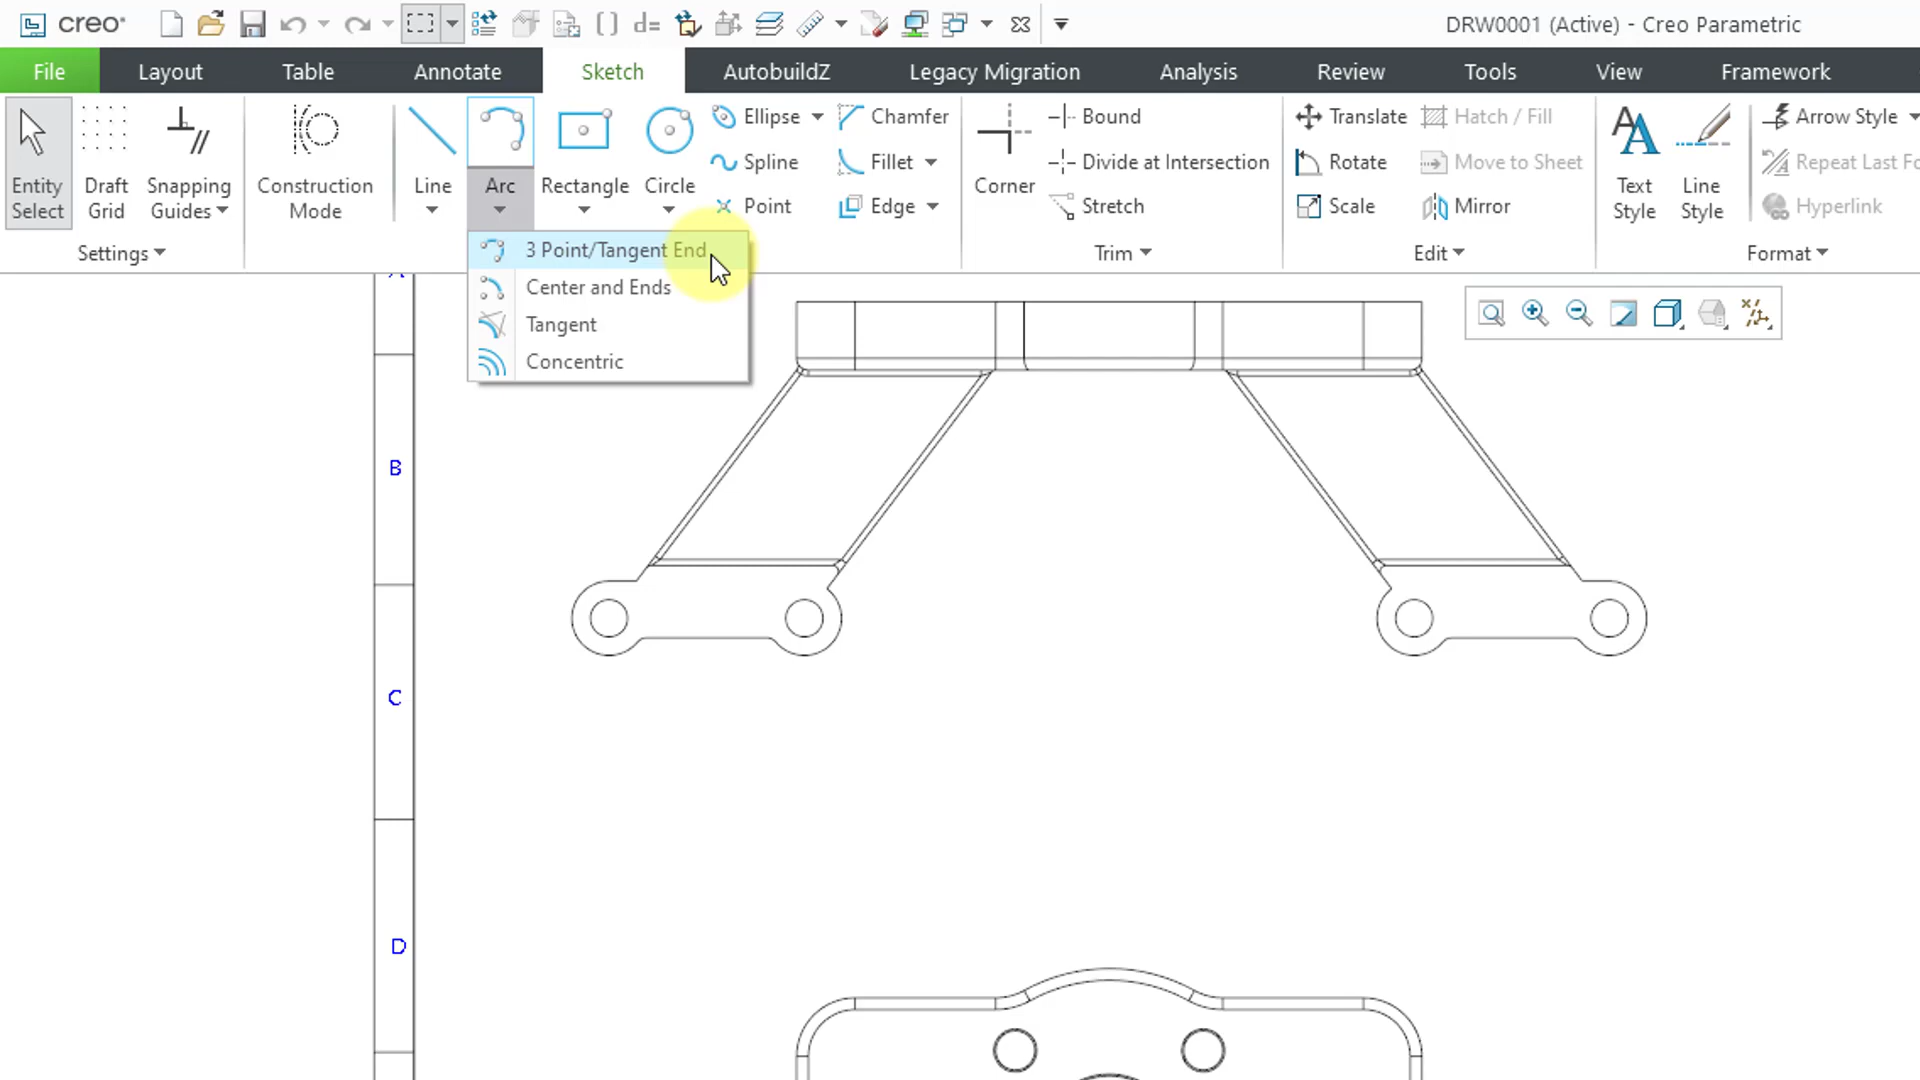 creo®
d=
DRW0001 (Active) - Creo Parametric
File
Layout
Table
Annotate
Sketch
AutobuildZ
Legacy Migration
Analysis
Review
Tools
View
Framework
Entity
Select
Draft
Grid
Snapping
Guides
Settings
Construction
Mode
Line
Arc
Rectangle
Circle
Ellipse
Spline
Point
Chamfer
Fillet
Edge
Corner
Bound
Divide at Intersection
Stretch
Trim
Translate
Rotate
Scale
Hatch / Fill
Move to Sheet
Mirror
Edit
Text
Style
Line
Style
Arrow Style
Repeat Last Fo
Hyperlink
Format
3 Point/Tangent End
Center and Ends
Tangent
Concentric
B
C
D